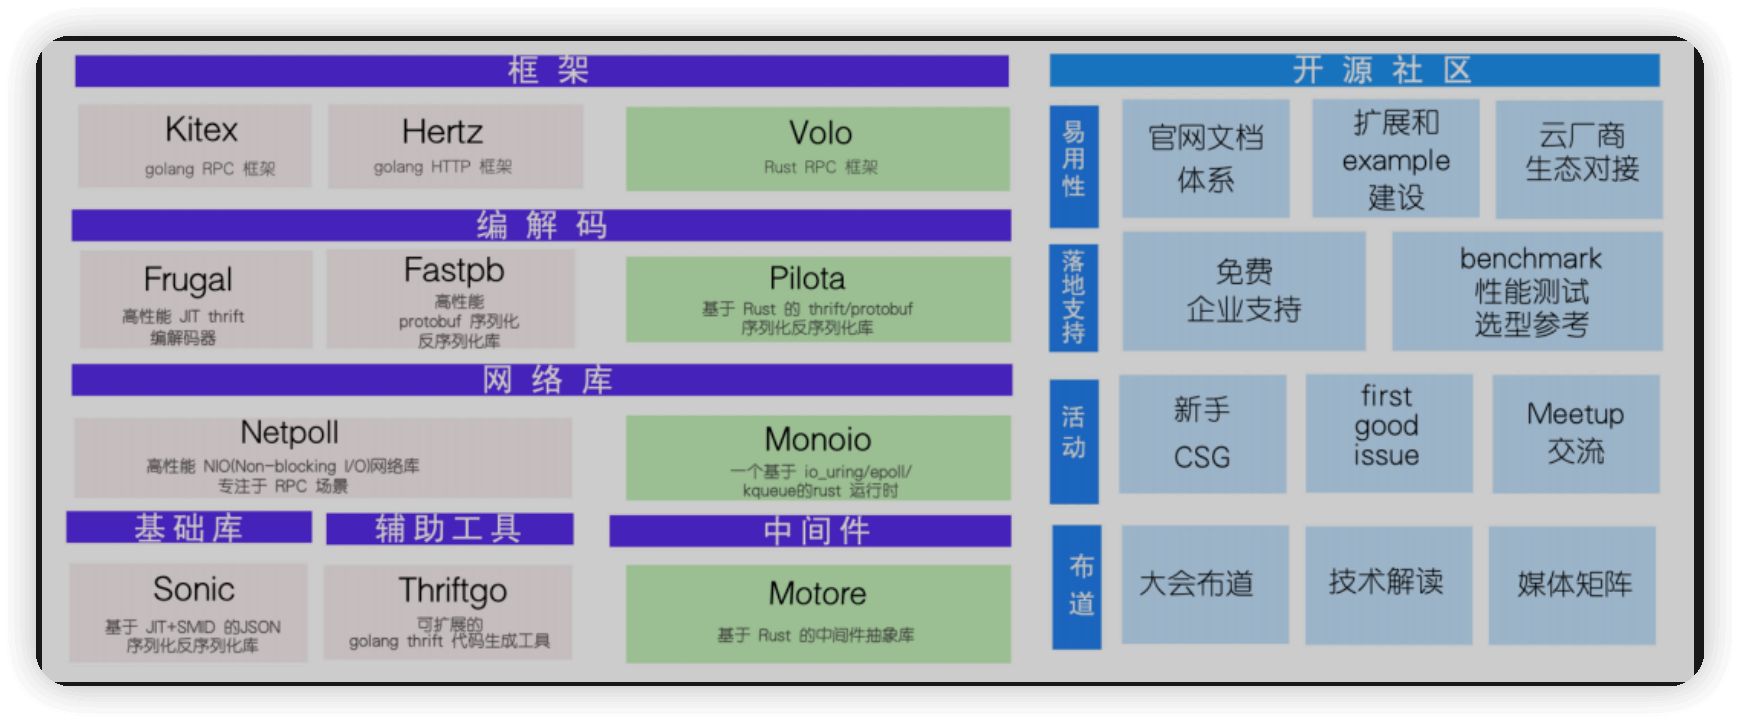 框架
Kitex
golang RPC 框架
Hertz
golang HTTP 框架
Volo
Rust RPC 框架
编解码
Frugal
高性能 JIT thrift
编解码器
Fastpb
高性能
protobuf 序列化
反序列化库
Pilota
基于 Rust 的 thrift/protobuf
序列化反序列化库
网络库
Netpoll
高性能 NIO(Non-blocking I/O)网络库
专注于 RPC 场景
Monoio
一个基于 io_uring/epoll/
kqueue的rust 运行时
基础库
Sonic
基于 JIT+SMID 的JSON
序列化反序列化库
辅助工具
Thriftgo
可扩展的
golang thrift 代码生成工具
中间件
Motore
基于 Rust 的中间件抽象库
开源社区
易用性
官网文档
体系
扩展和
example
建设
云厂商
生态对接
落地支持
免费
企业支持
benchmark
性能测试
选型参考
活动
新手
CSG
first
good
issue
Meetup
交流
布道
大会布道
技术解读
媒体矩阵